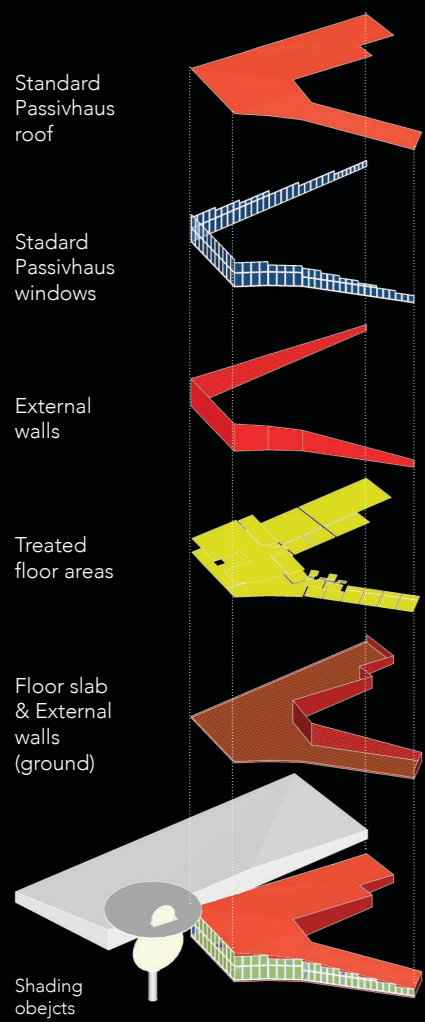 Standard
Passivhaus
roof
Stadard
Passivhaus
windows
External
walls
Treated
floor areas
Floor slab
& External
walls
(ground)
Shading
obejcts